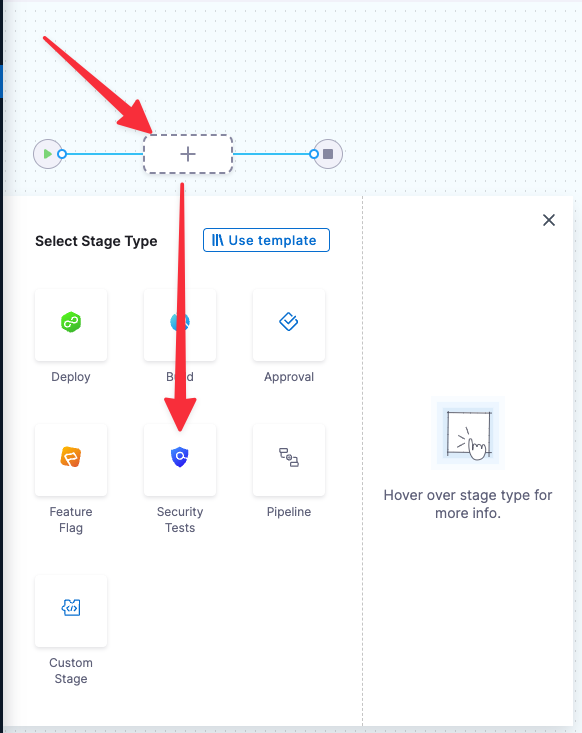 Select Stage Type
Use template
Deploy
Build
Approval
Feature
Flag
Security
Tests
Pipeline
Custom
Stage
Hover over stage type for
more info.